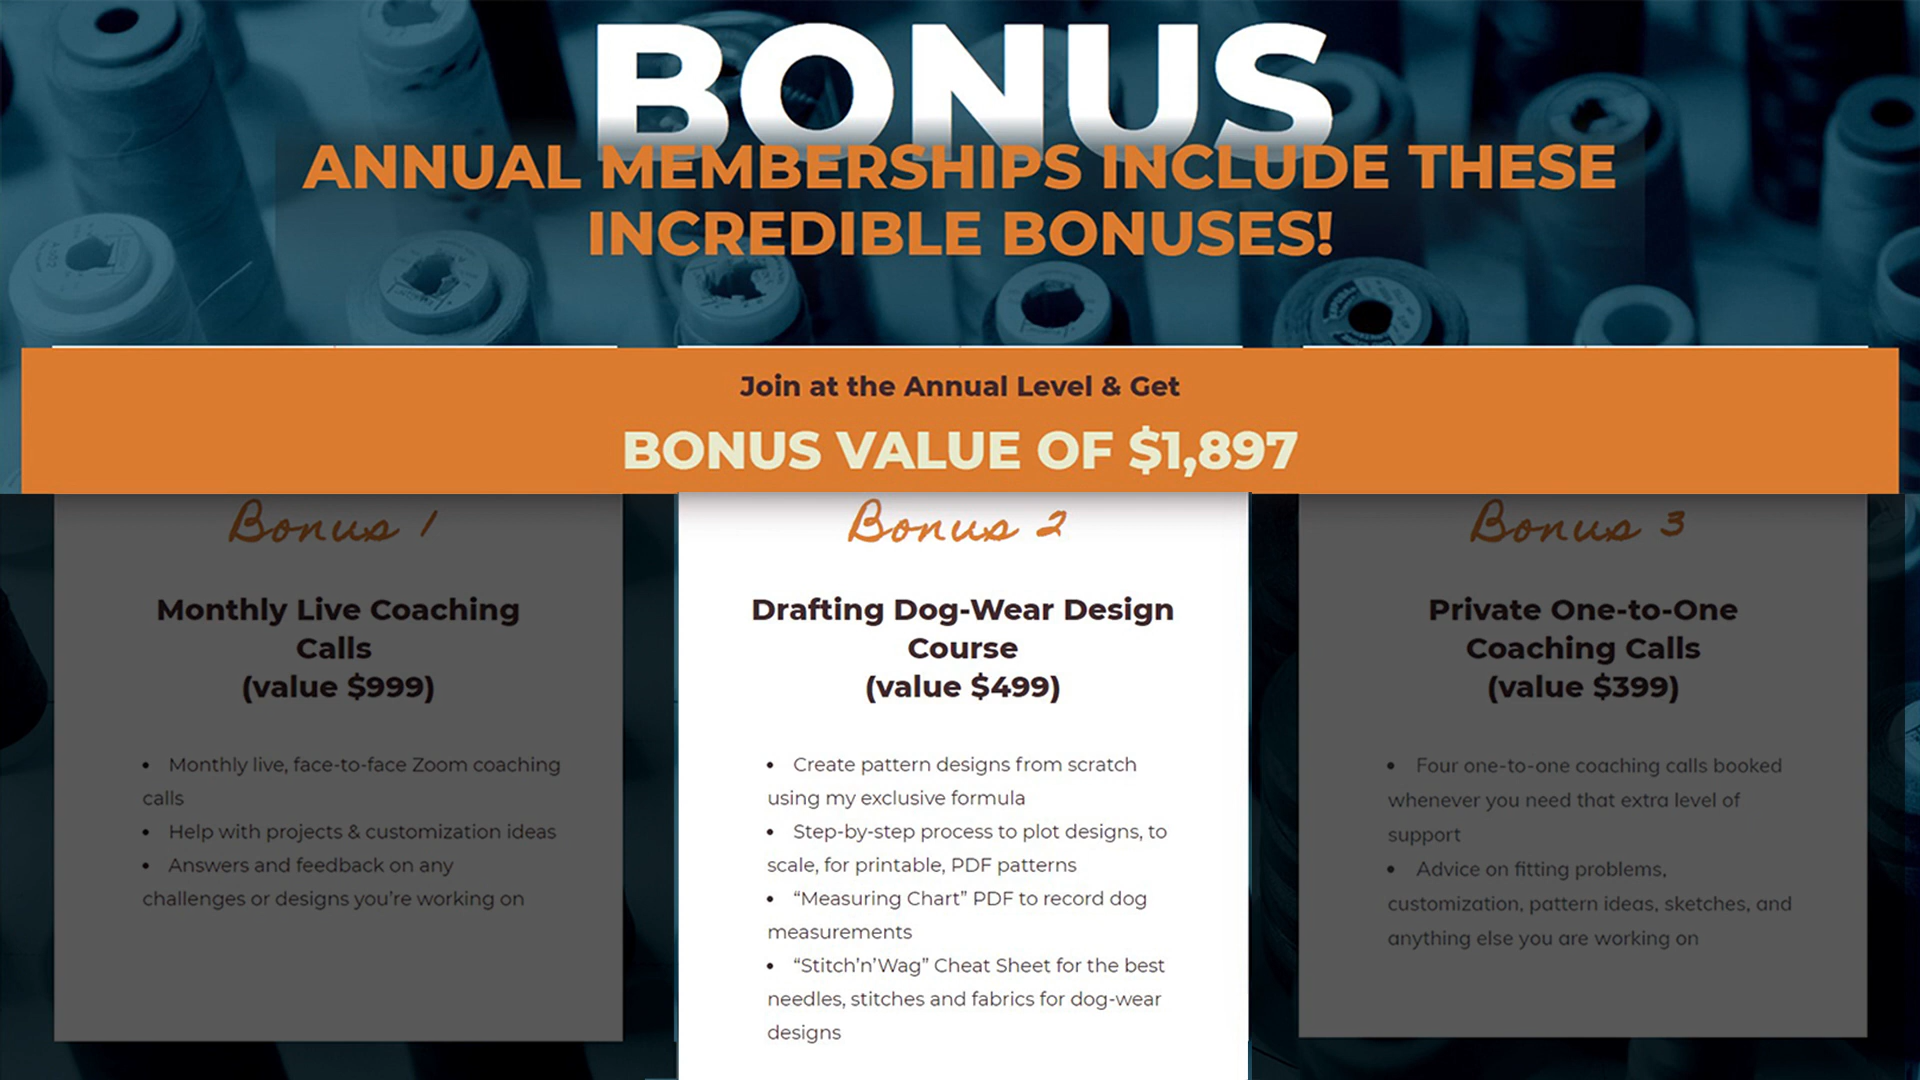 BONUS
ANNUAL MEMBERSHIPS INCLUDE THESE
INCREDIBLE BONUSES!
Join at the Annual Level & Get
BONUS VALUE OF $1,897
Bonus 1
Monthly Live Coaching
Calls
(value $999)
• Monthly live, face-to-face Zoom coaching
calls
• Help with projects & customization ideas
• Answers and feedback on any
challenges or designs you’re working on
Bonus 2
Drafting Dog-Wear Design
Course
(value $499)
• Create pattern designs from scratch
using my exclusive formula
• Step-by-step process to plot designs, to
scale, for printable, PDF patterns
• “Measuring Chart” PDF to record dog
measurements
• “Stitch’n’Wag” Cheat Sheet for the best
needles, stitches and fabrics for dog-wear
designs
Bonus 3
Private One-to-One
Coaching Calls
(value $399)
• Four one-to-one coaching calls booked
whenever you need that extra level of
support
• Advice on fitting problems,
customization, pattern ideas, sketches, and
anything else you are working on